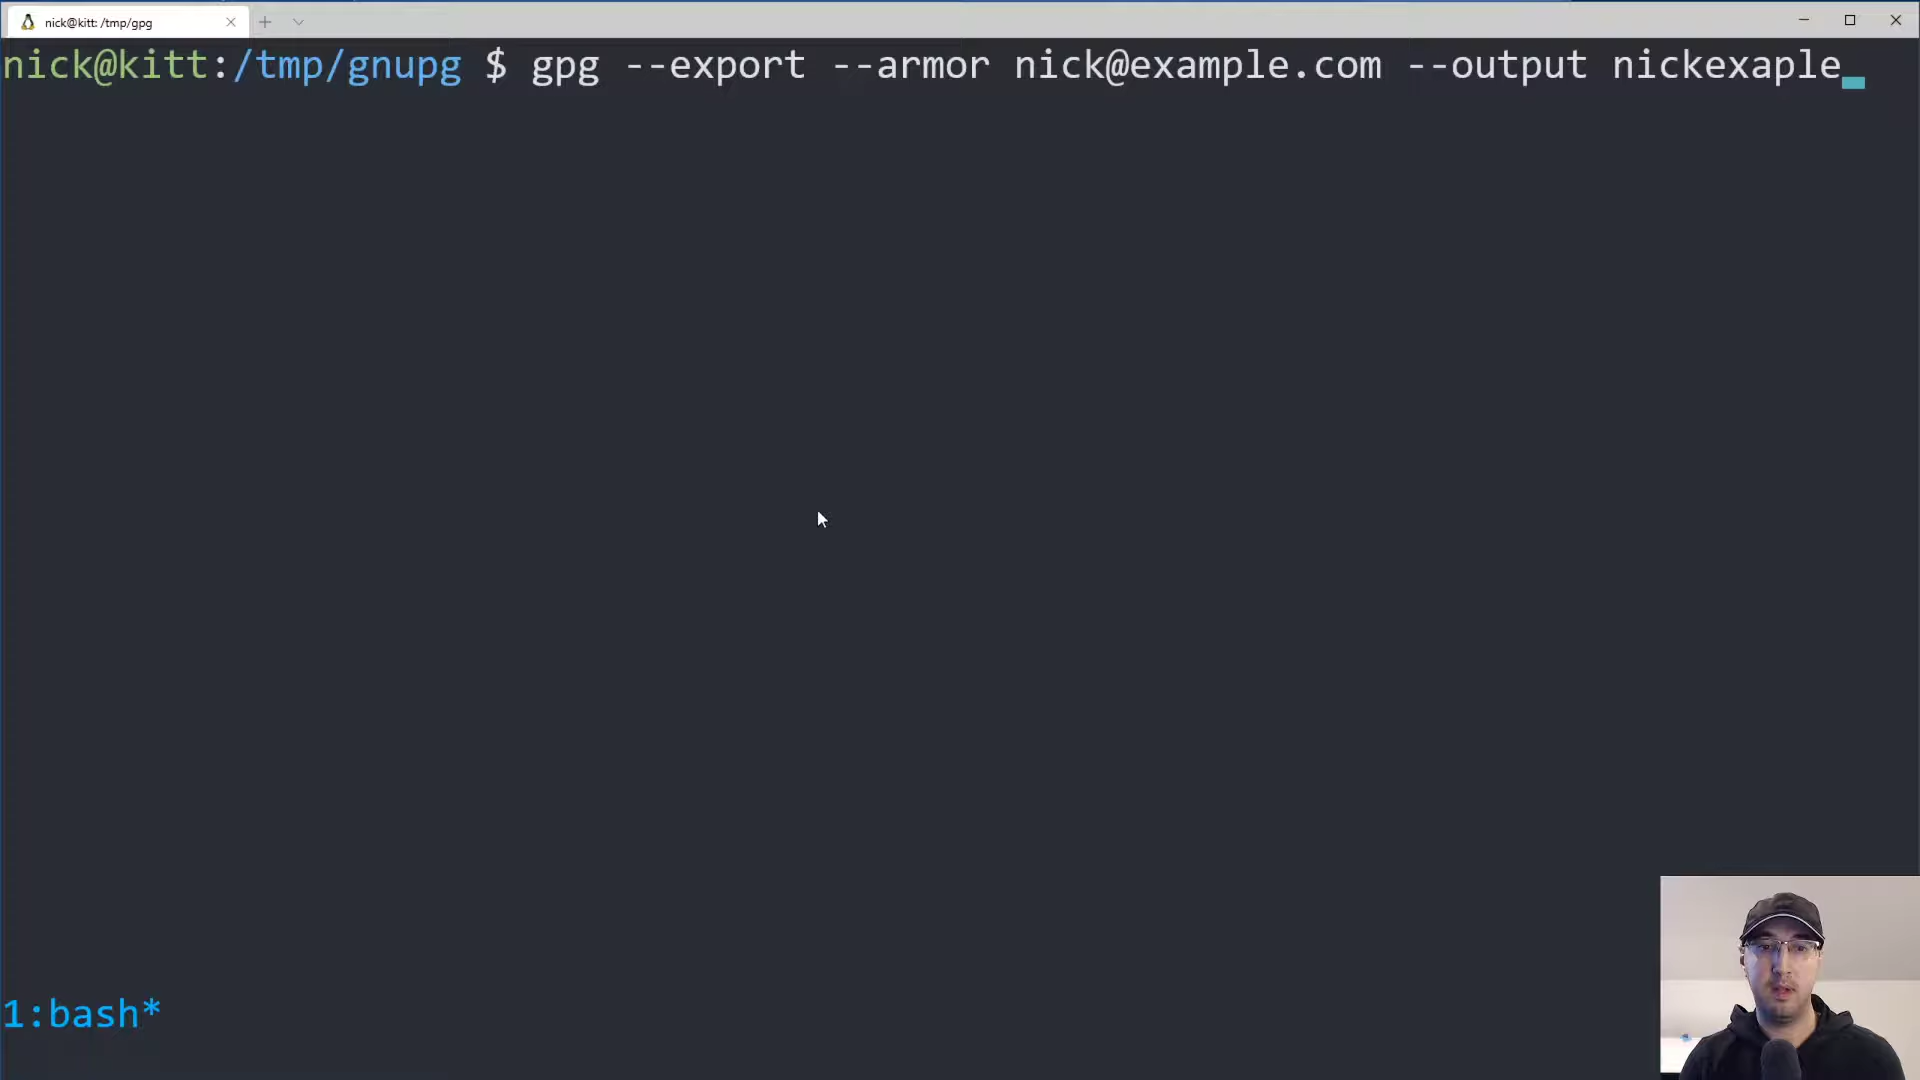 nick@kitt: /tmp/gpg
nick@kitt:/tmp/gnupg $ gpg --export --armor nick@example.com --output nickexaple
1:bash*